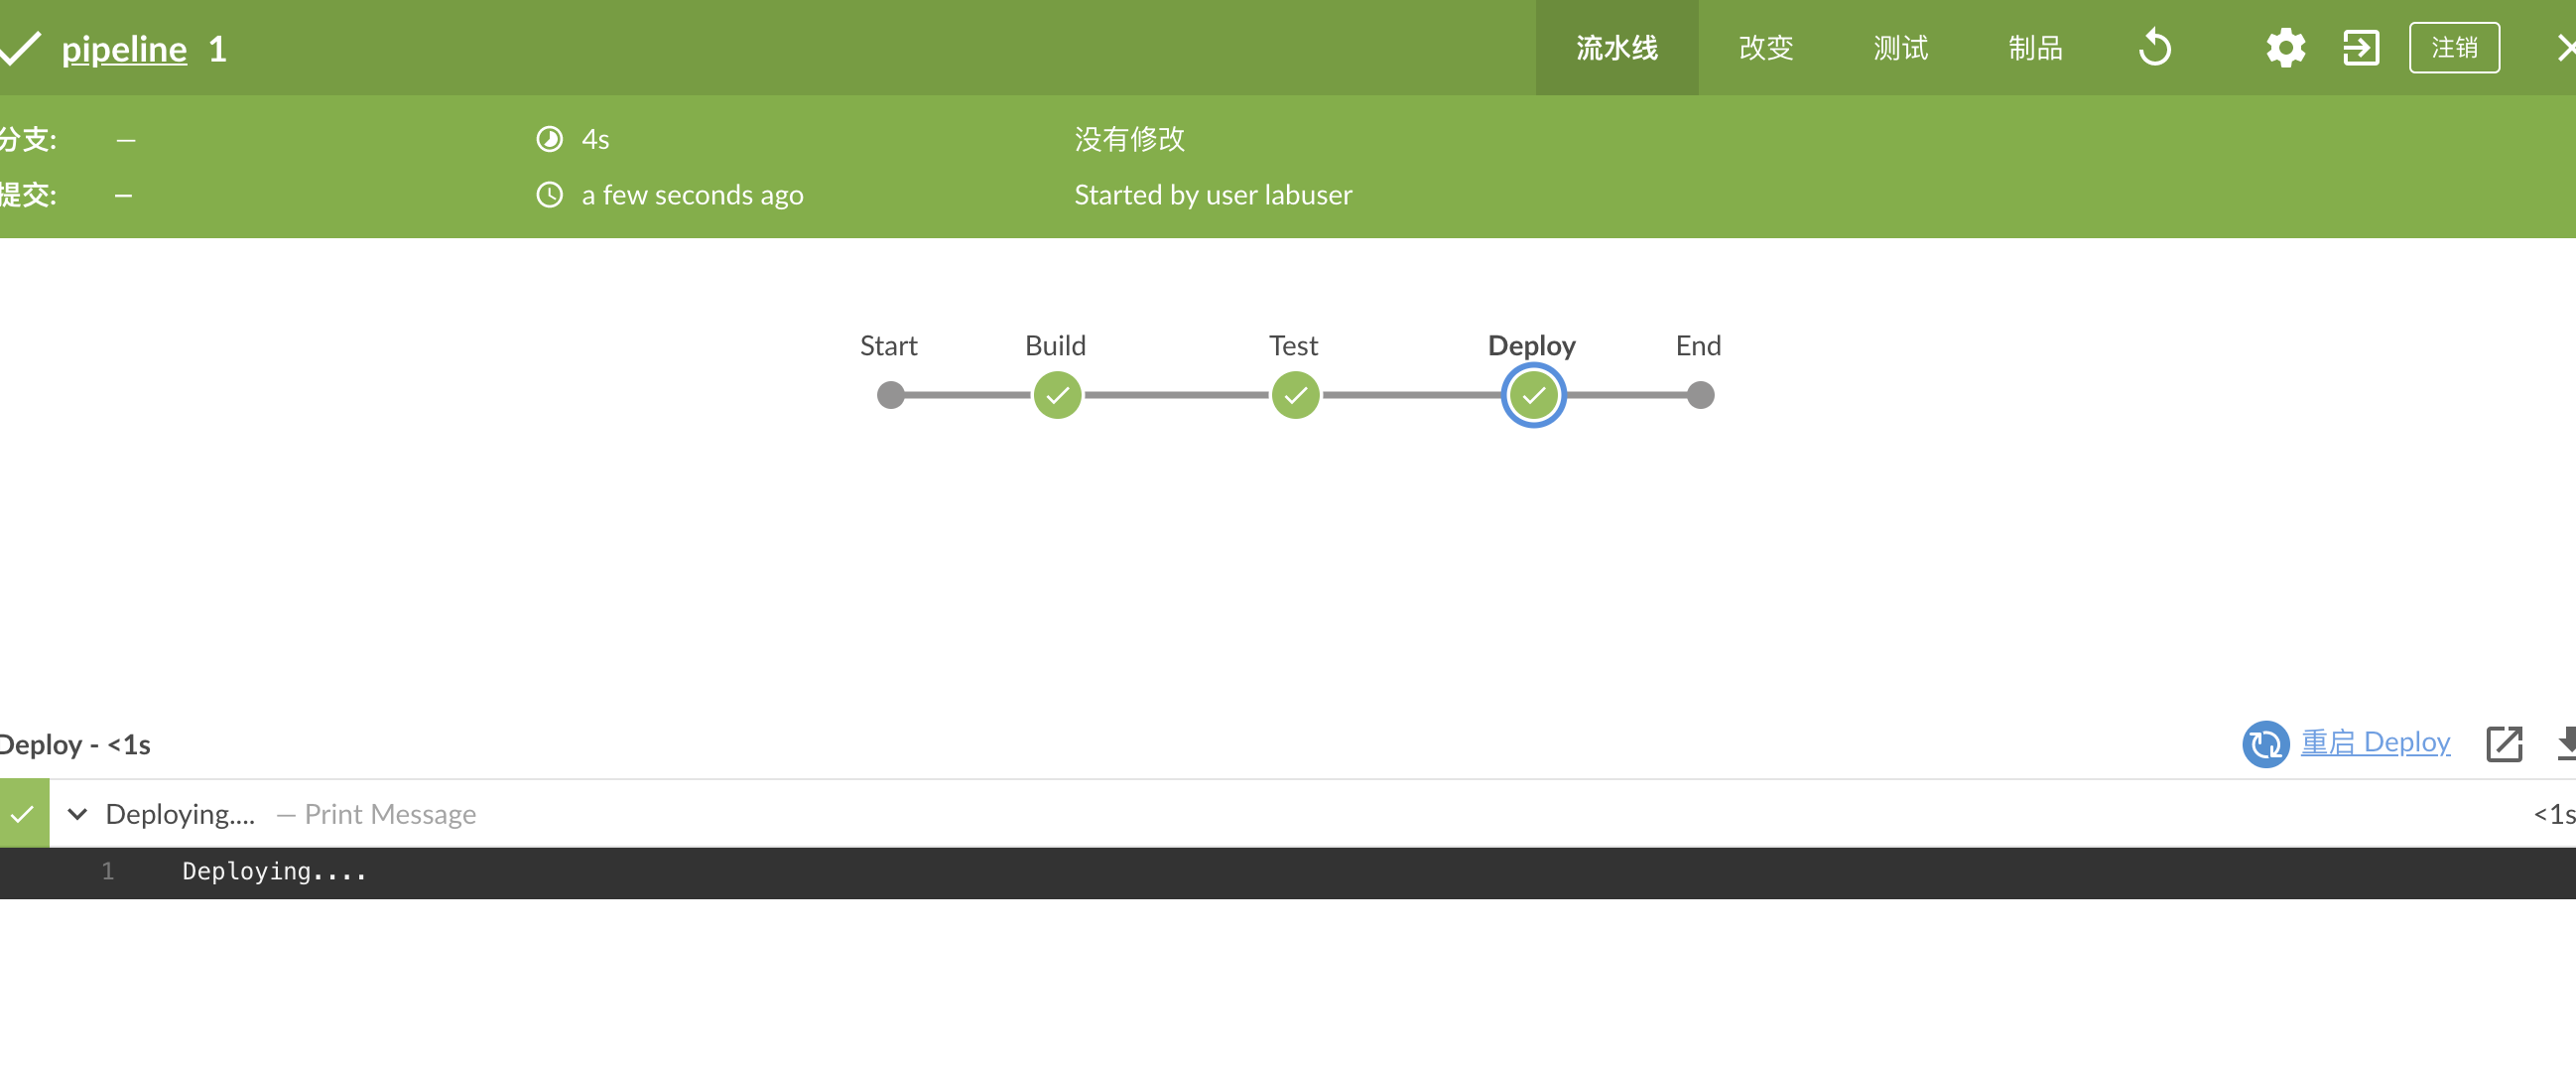 pipeline 1 流水线 改变 测试 制品 注销
分支: — 4s 没有修改
提交: — a few seconds ago Started by user labuser
Start Build Test Deploy End
Deploy - <1s 重启 Deploy
Deploying.... — Print Message <1s
1 Deploying....